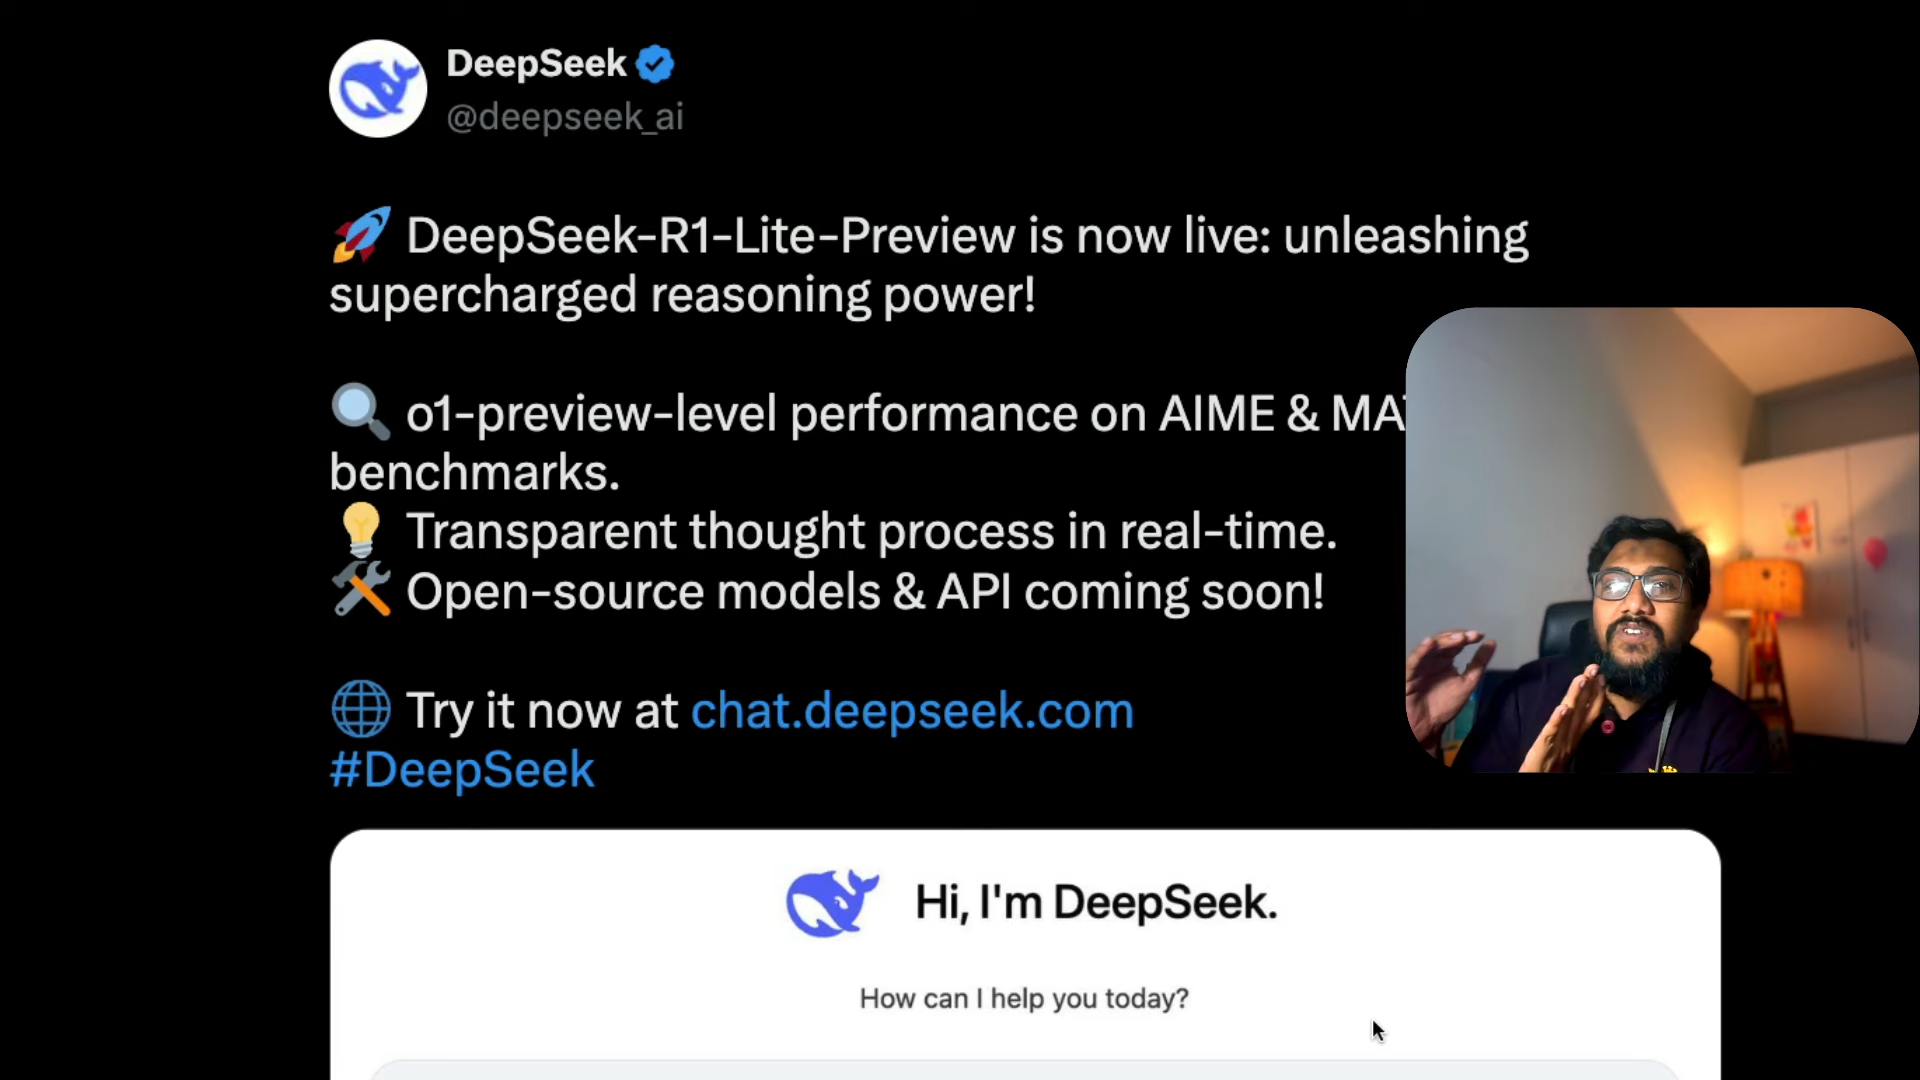 DeepSeek
@deepseek_ai
DeepSeek-R1-Lite-Preview is now live: unleashing
supercharged reasoning power!
o1-preview-level performance on AIME &
benchmarks.
Transparent thought process in real-time.
Open-source models & API coming soon!
Try it now at chat.deepseek.com
#DeepSeek
Hi, I'm DeepSeek.
How can I help you today?